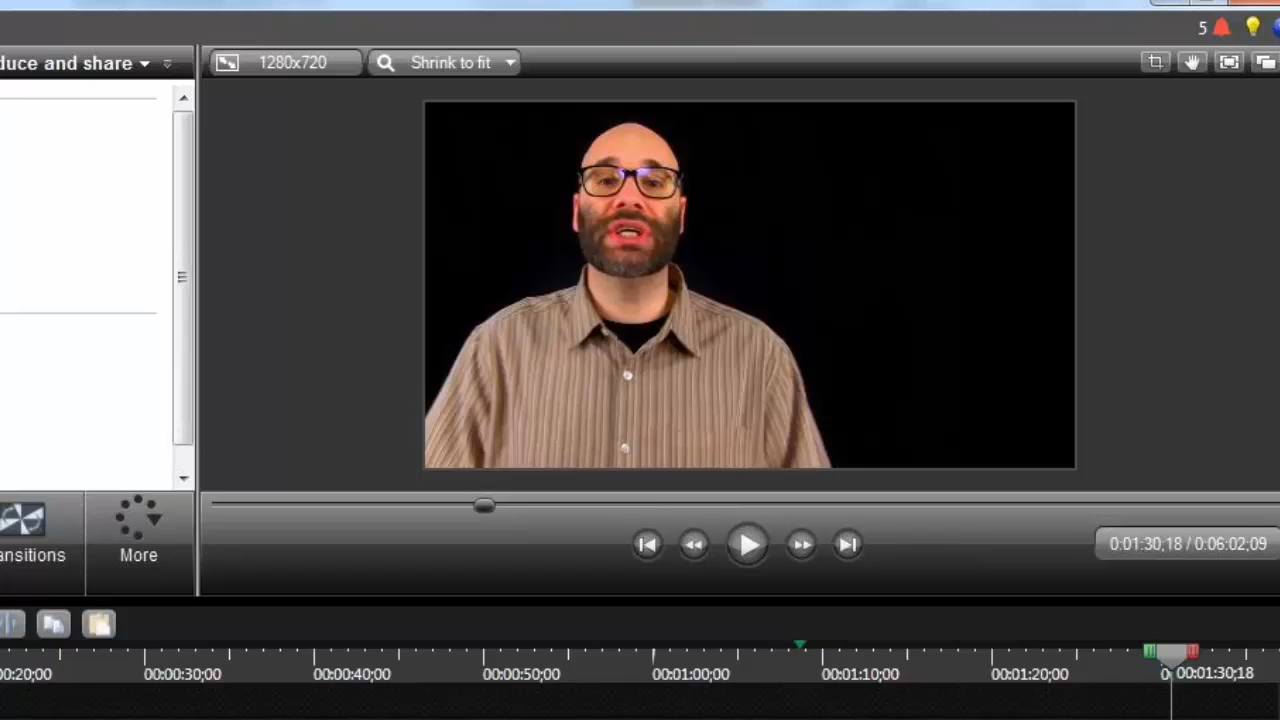 5
duce and share
1280x720
Shrink to fit
ansitions
More
0:01:30;18 / 0:06:02;09
00:20;00
00:00:30;00
00:00:40;00
00:00:50;00
00:01:00;00
00:01:10;00
00:01:20;00
0
00:01:30;18